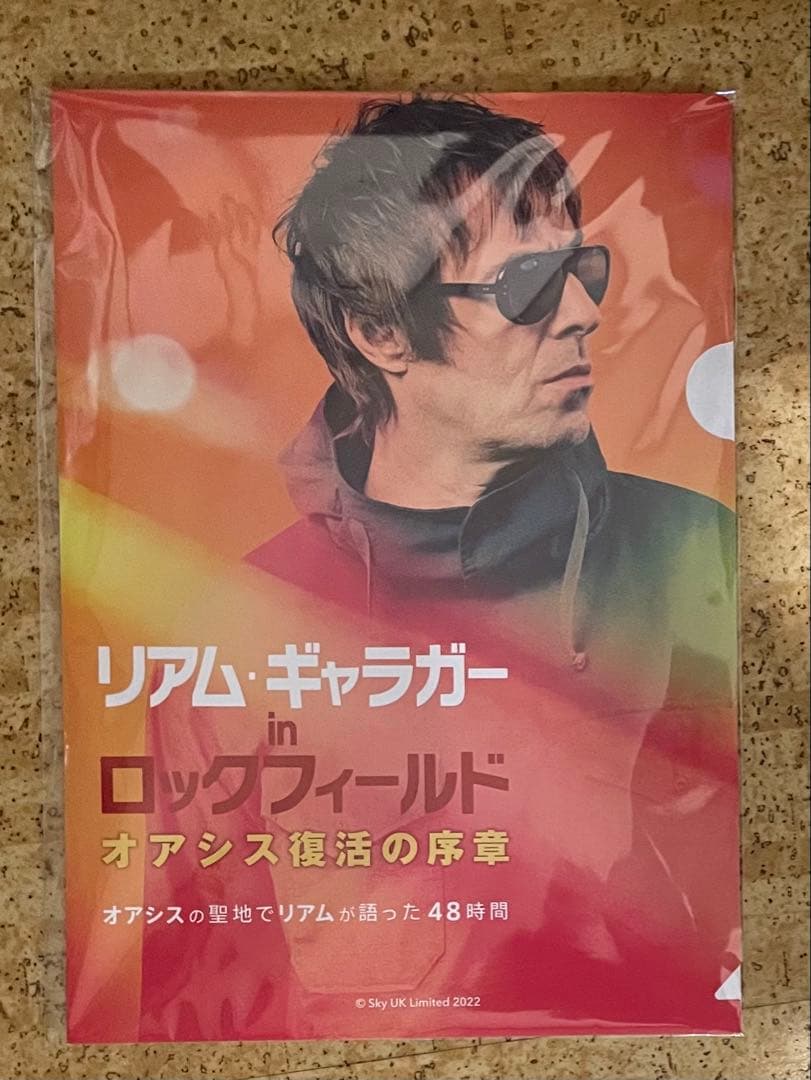 リアム・ギャラガー
in
ロックフィールド
オアシス復活の序章
オアシスの聖地でリアムが語った48時間
© Sky UK Limited 2022